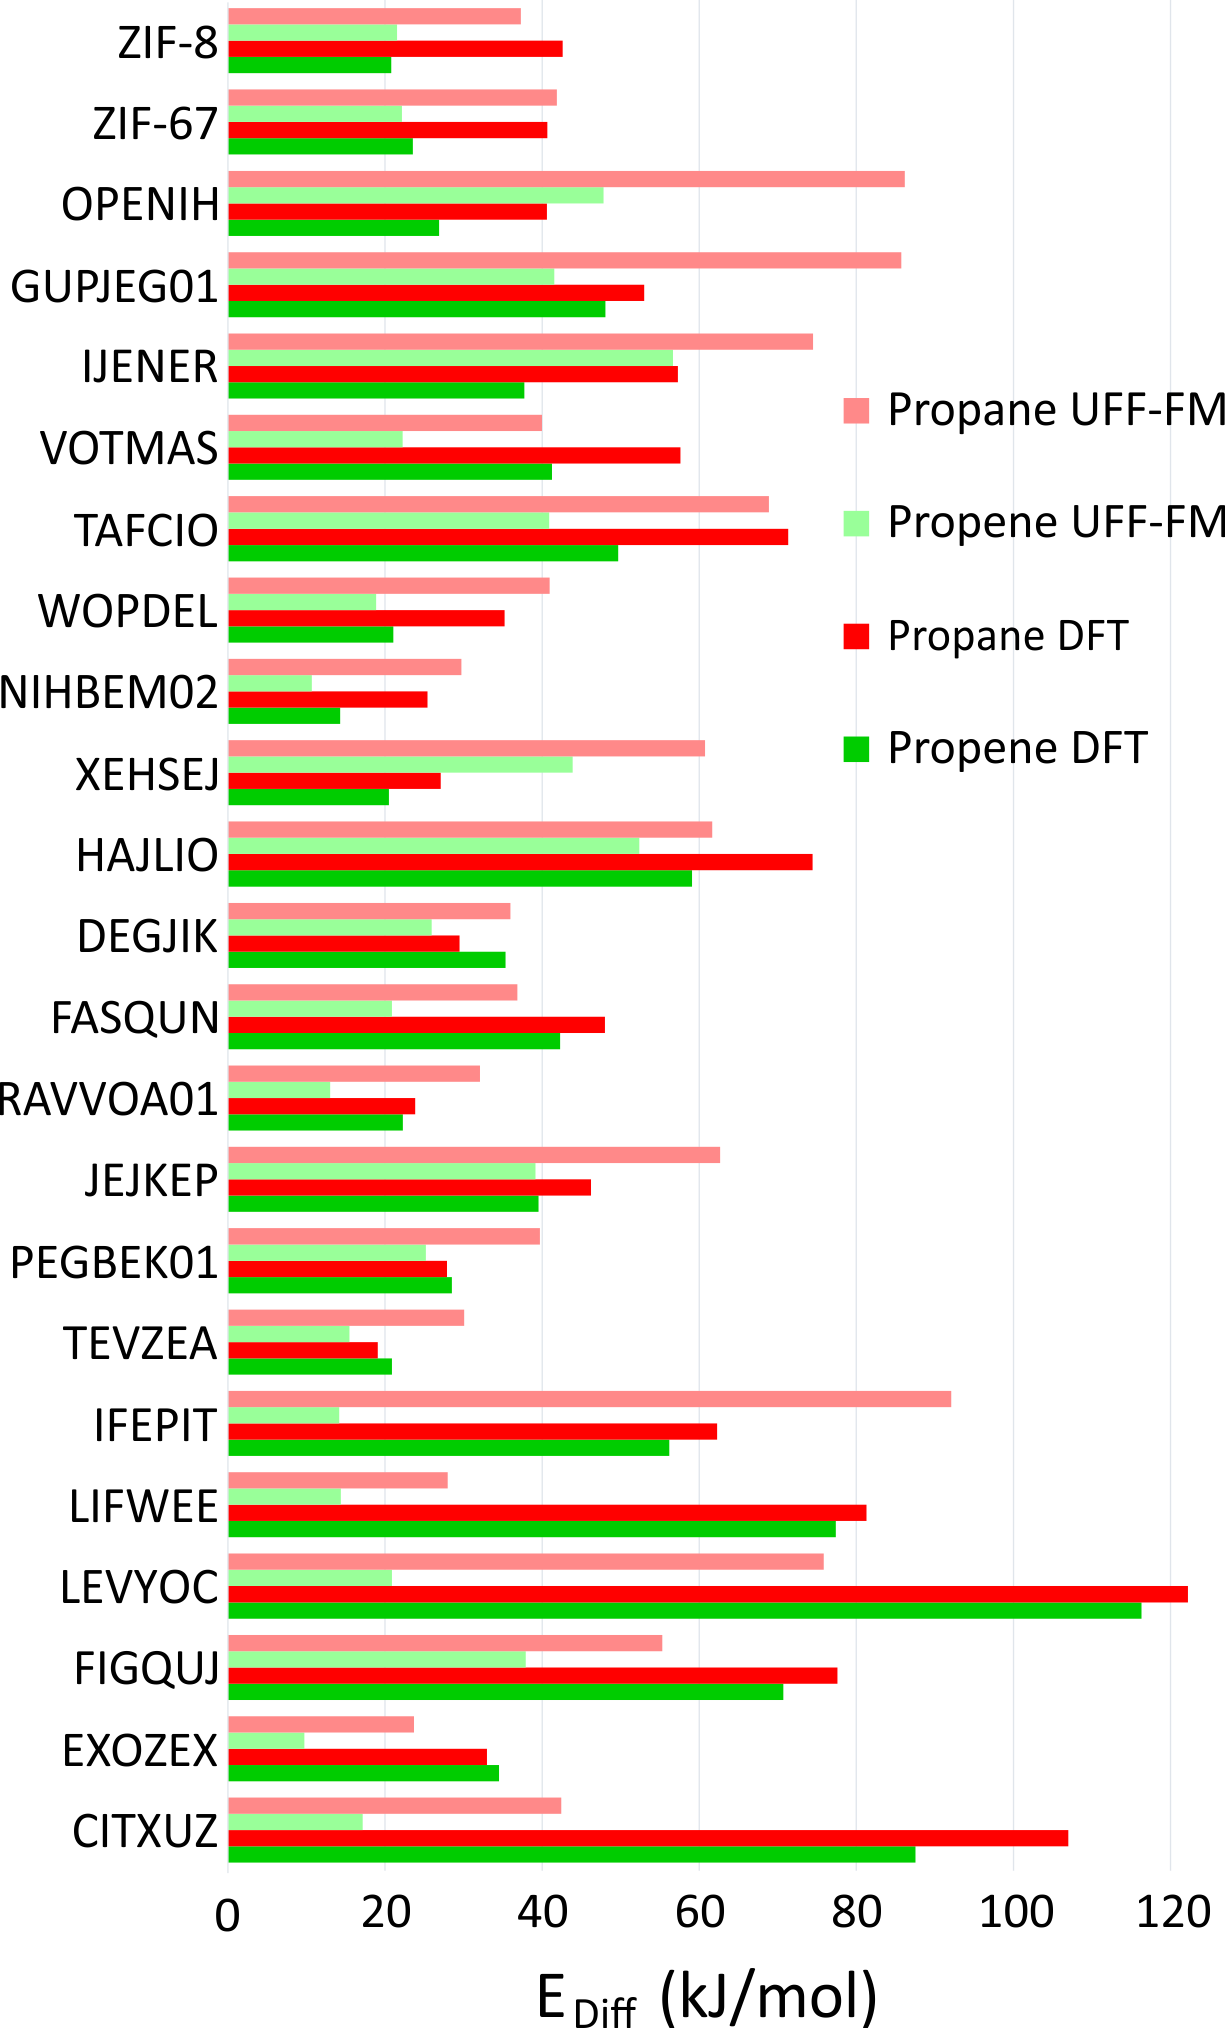 ZIF-8
ZIF-67
OPENIH
GUPJEG01
IJENER
VOTMAS
TAFCIO
WOPDEL
NIHBEM02
XEHSEJ
HAJLIO
DEGJIK
FASQUN
RAVVOA01
JEJKEP
PEGBEK01
TEVZEA
IFEPIT
LIFWEE
LEVYOC
FIGQUJ
EXOZEX
CITXUZ
Propane UFF-FM
Propene UFF-FM
Propane DFT
Propene DFT
0 20 40 60 80 100 120
E Diff (kJ/mol)